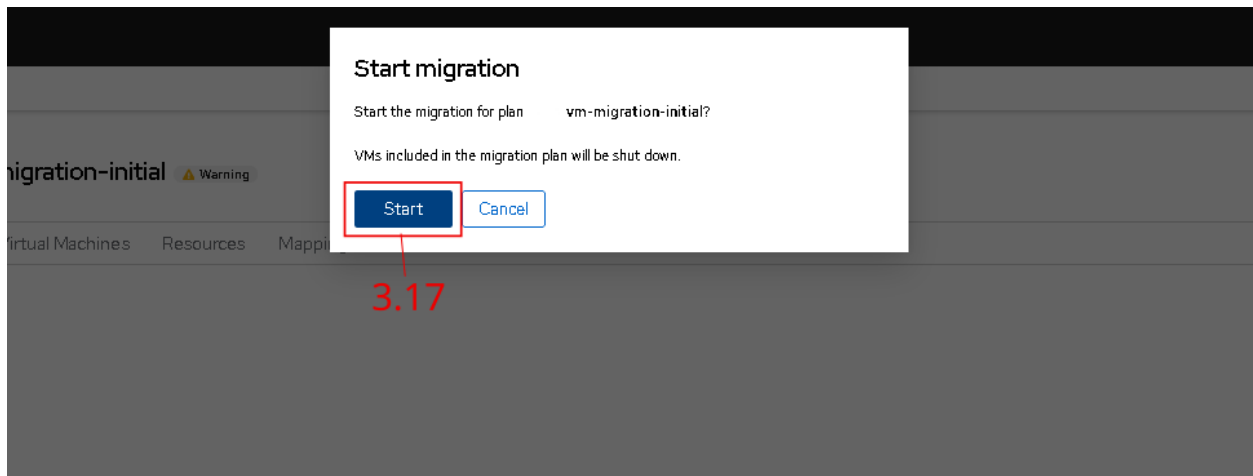 Start migration
Start the migration for plan vm-migration-initial?
VMs included in the migration plan will be shut down.
Start Cancel
igration-initial Warning
Virtual Machines Resources Mappi
3.17